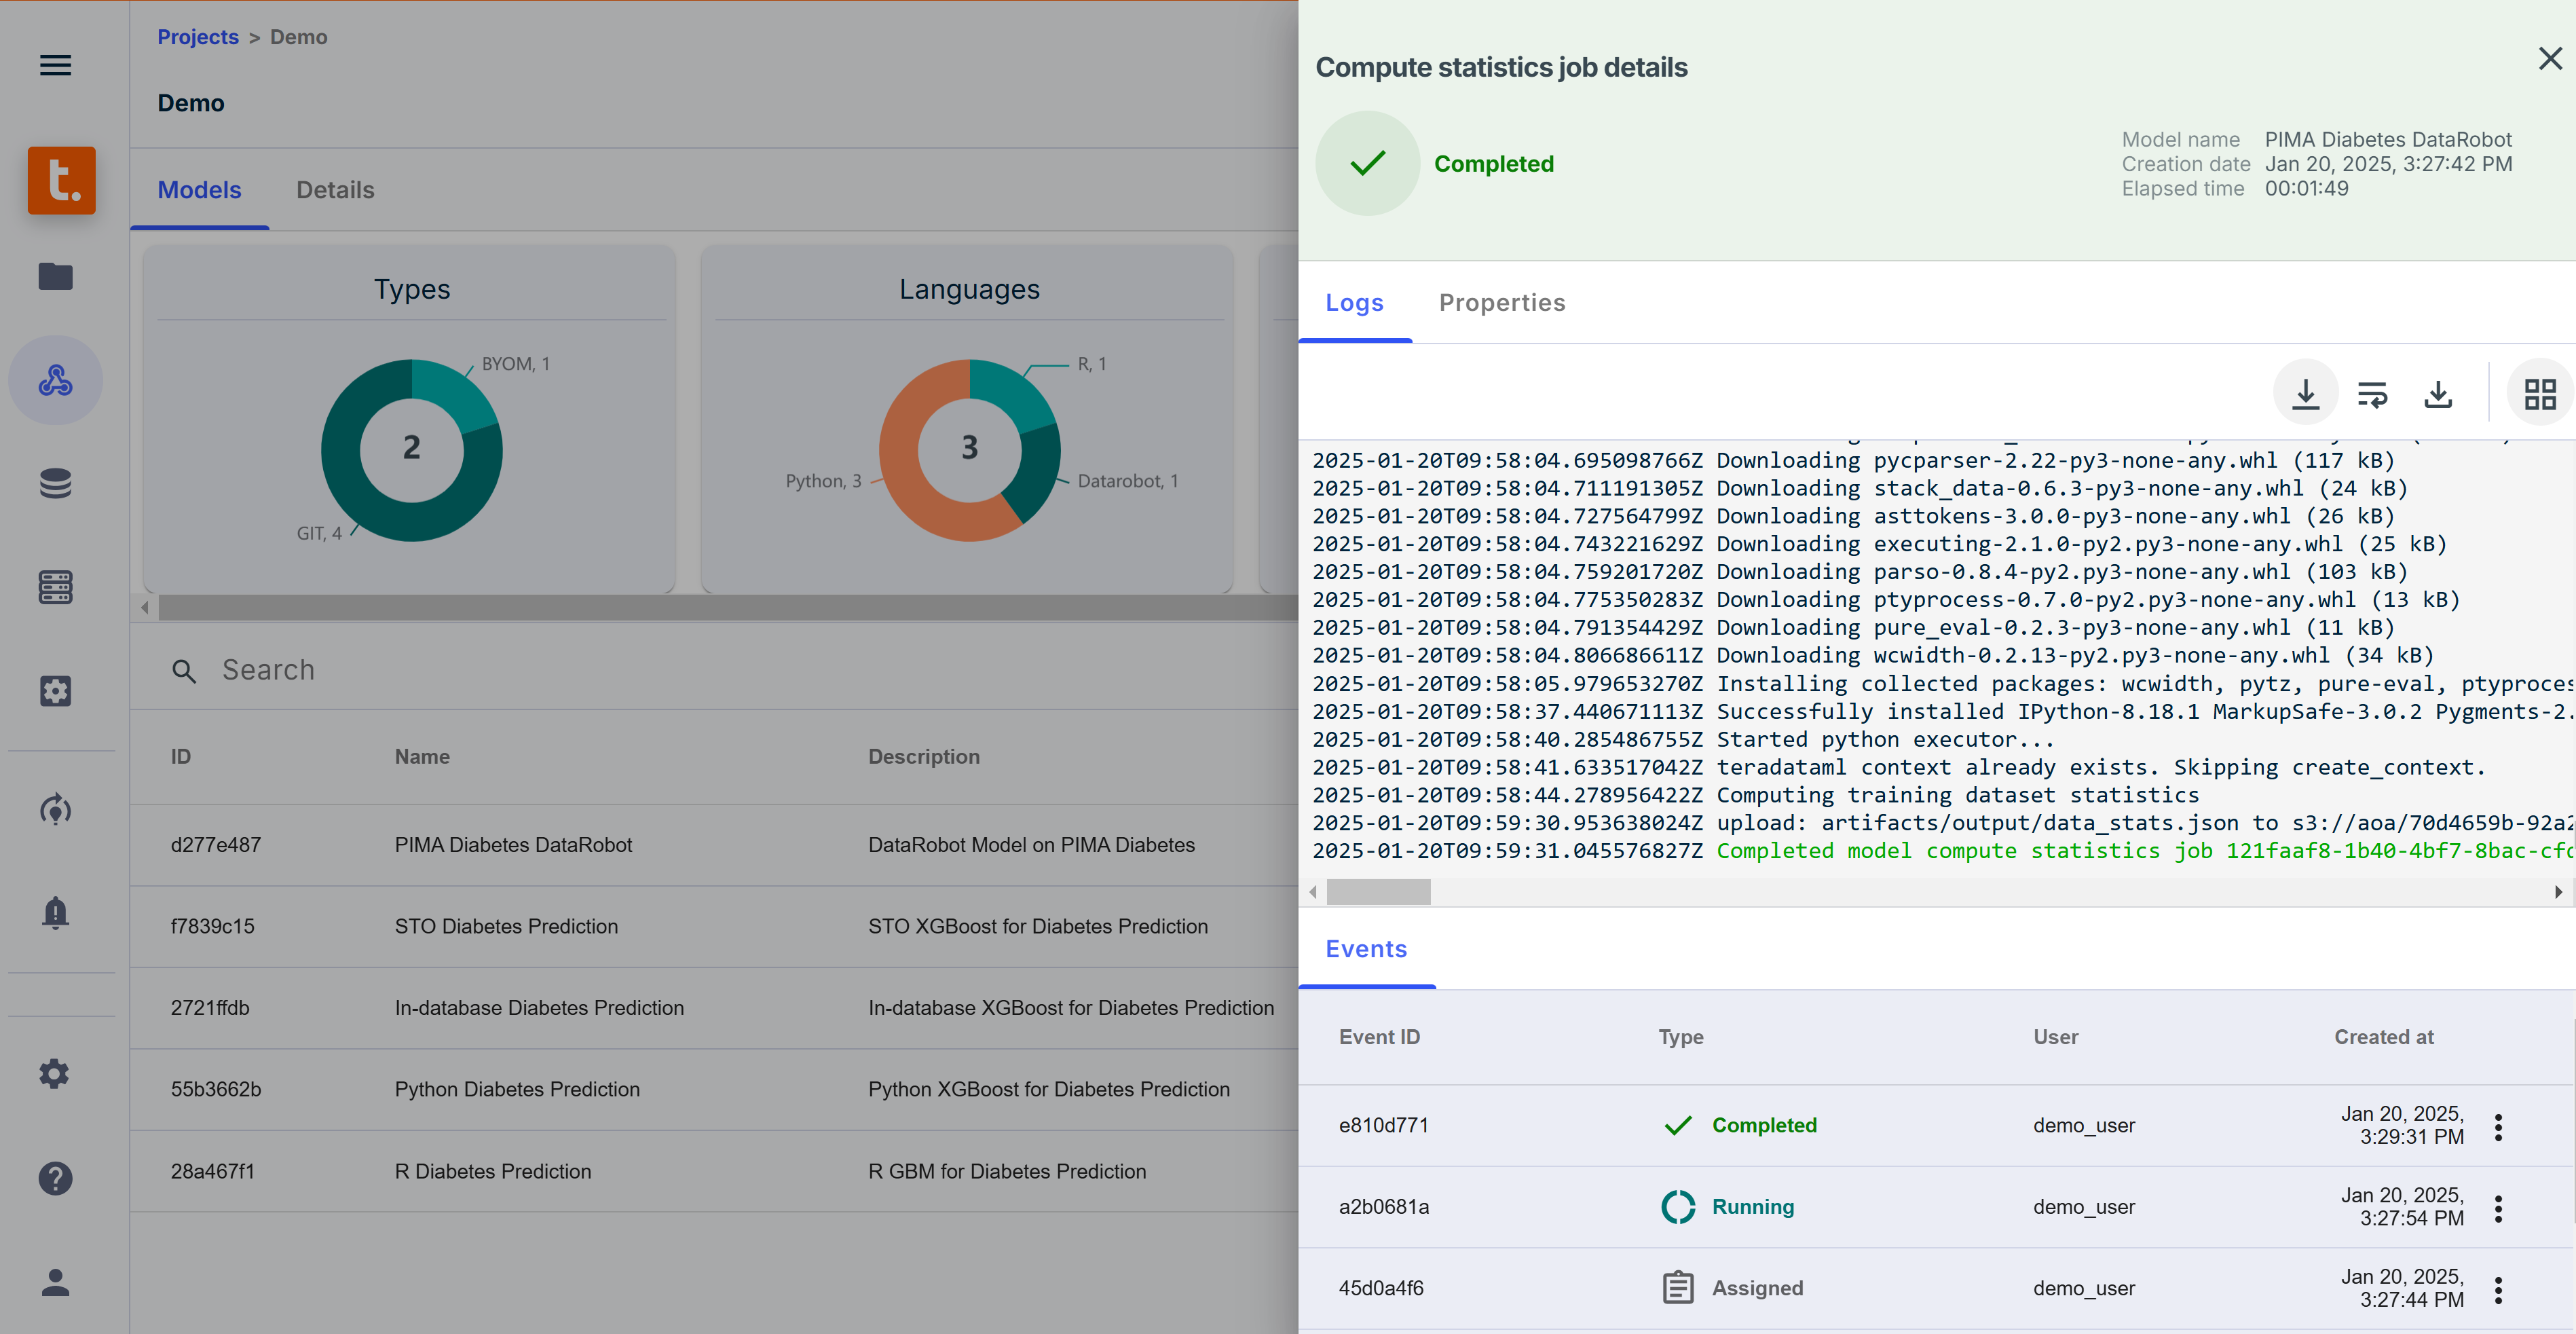 Projects > Demo
Demo
t.
Models Details
Types
BYOM, 1
2
GIT, 4
Languages
R, 1
3
Python, 3
Datarobot, 1
Search
ID Name Description
d277e487 PIMA Diabetes DataRobot DataRobot Model on PIMA Diabetes
f7839c15 STO Diabetes Prediction STO XGBoost for Diabetes Prediction
2721ffdb In-database Diabetes Prediction In-database XGBoost for Diabetes Prediction
55b3662b Python Diabetes Prediction Python XGBoost for Diabetes Prediction
28a467f1 R Diabetes Prediction R GBM for Diabetes Prediction
Compute statistics job details
Completed
Model name PIMA Diabetes DataRobot
Creation date Jan 20, 2025, 3:27:42 PM
Elapsed time 00:01:49
Logs Properties
2025-01-20T09:58:04.695098766Z Downloading pycparser-2.22-py3-none-any.whl (117 kB)
2025-01-20T09:58:04.711191305Z Downloading stack_data-0.6.3-py3-none-any.whl (24 kB)
2025-01-20T09:58:04.727564799Z Downloading asttokens-3.0.0-py3-none-any.whl (26 kB)
2025-01-20T09:58:04.743221629Z Downloading executing-2.1.0-py2.py3-none-any.whl (25 kB)
2025-01-20T09:58:04.759201720Z Downloading parso-0.8.4-py2.py3-none-any.whl (103 kB)
2025-01-20T09:58:04.775350283Z Downloading ptyprocess-0.7.0-py2.py3-none-any.whl (13 kB)
2025-01-20T09:58:04.791354429Z Downloading pure_eval-0.2.3-py3-none-any.whl (11 kB)
2025-01-20T09:58:04.806686611Z Downloading wcwidth-0.2.13-py2.py3-none-any.whl (34 kB)
2025-01-20T09:58:05.979653270Z Installing collected packages: wcwidth, pytz, pure-eval, ptyproces
2025-01-20T09:58:37.440671113Z Successfully installed IPython-8.18.1 MarkupSafe-3.0.2 Pygments-2.
2025-01-20T09:58:40.285486755Z Started python executor...
2025-01-20T09:58:41.633517042Z teradataml context already exists. Skipping create_context.
2025-01-20T09:58:44.278956422Z Computing training dataset statistics
2025-01-20T09:59:30.953638024Z upload: artifacts/output/data_stats.json to s3://aoa/70d4659b-92a2
2025-01-20T09:59:31.045576827Z Completed model compute statistics job 121faaf8-1b40-4bf7-8bac-cfd
Events
Event ID Type User Created at
e810d771 Completed demo_user Jan 20, 2025,
3:29:31 PM
a2b0681a Running demo_user Jan 20, 2025,
3:27:54 PM
45d0a4f6 Assigned demo_user Jan 20, 2025,
3:27:44 PM